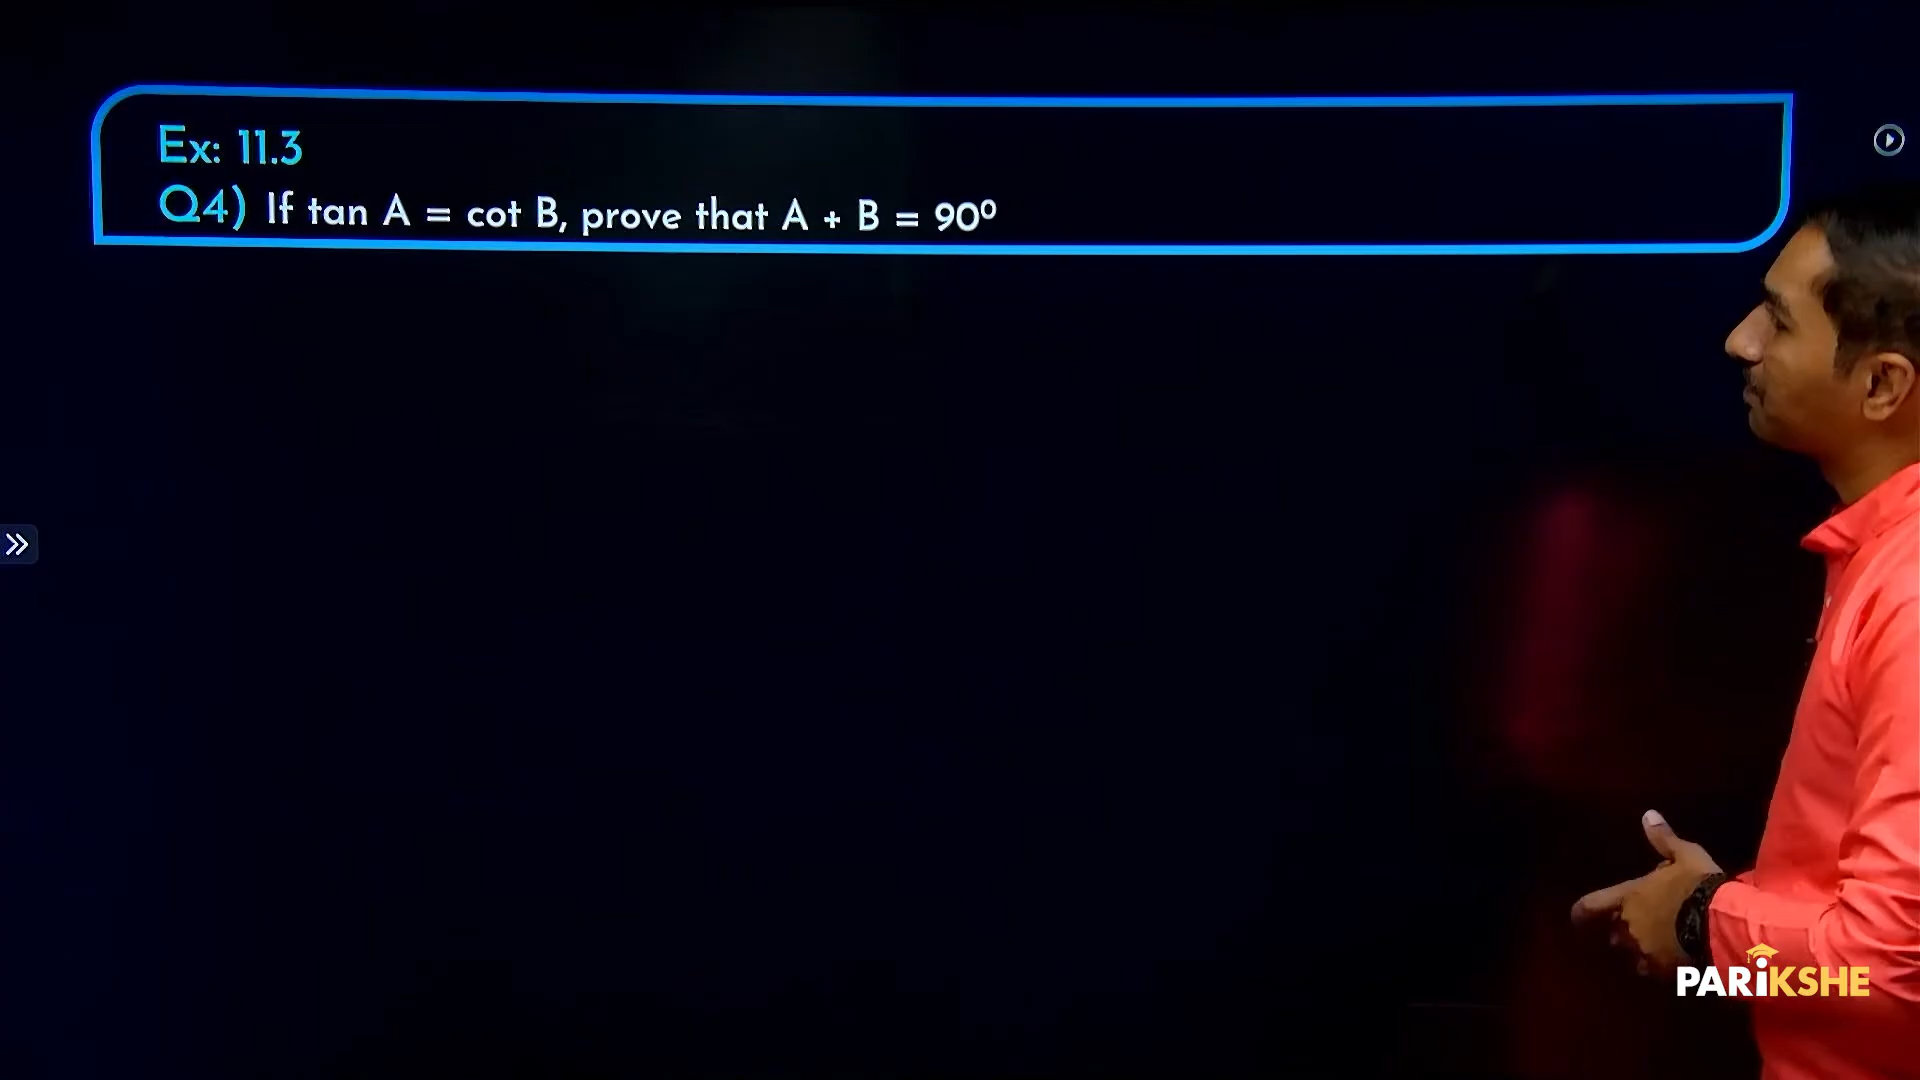 Ex: 11.3
Q4) If tan A = cot B, prove that A + B = 90⁰
PARiKSHE